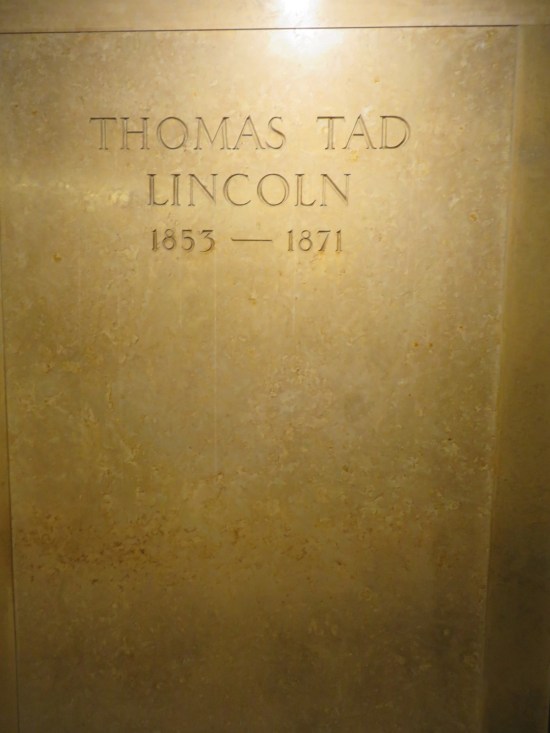 THOMAS TAD
LINCOLN
1853 — 1871